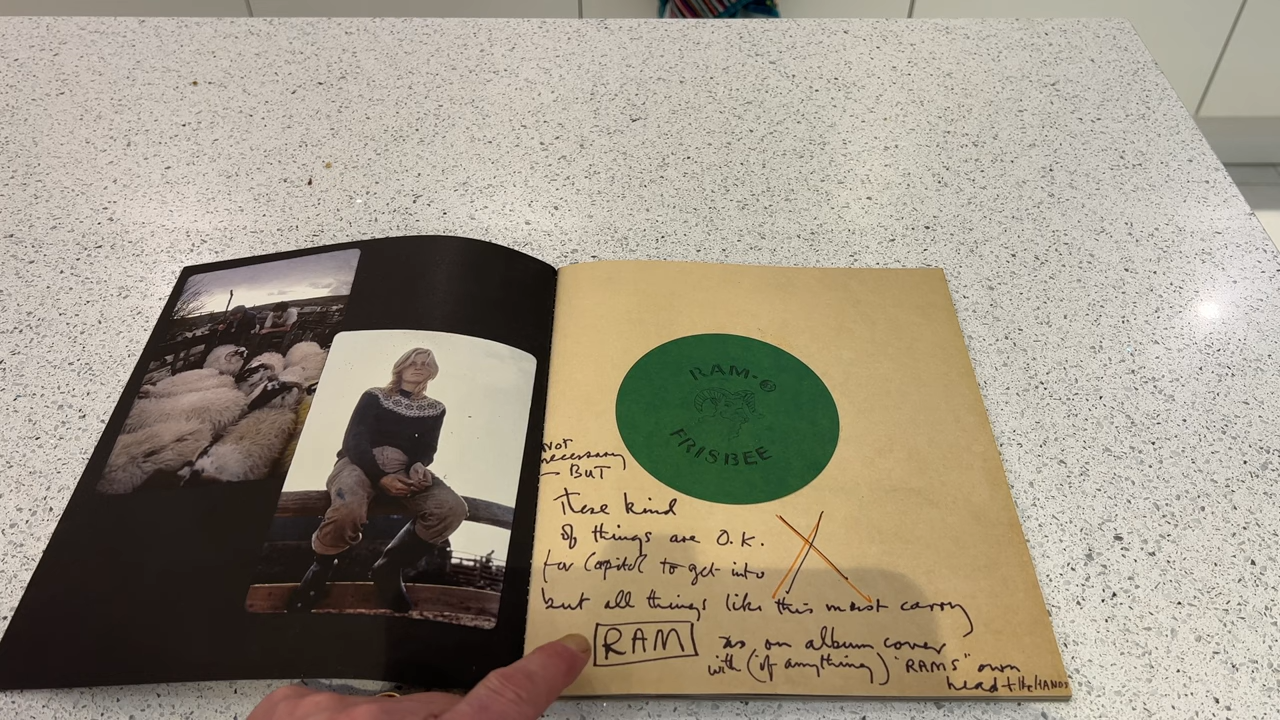 RAM-O
FRISBEE
Not
necessary
— BUT
These kind
of things are O.K.
for Capitol to get into
but all things like this must carry
RAM as on album cover
with (if anything) "RAMS" own
head + the HANDS